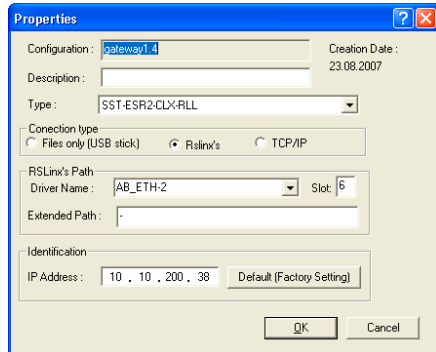 Properties
Configuration : gateway1.4 Creation Date :
23.08.2007
Description :
Type : SST-ESR2-CLX-RLL
Conection type
Files only (USB stick) Rslinx's TCP/IP
RSLinx's Path
Driver Name : AB_ETH-2 Slot: 6
Extended Path : -
Identification
IP Address : 10 . 10 . 200 . 38 Default (Factory Setting)
OK Cancel